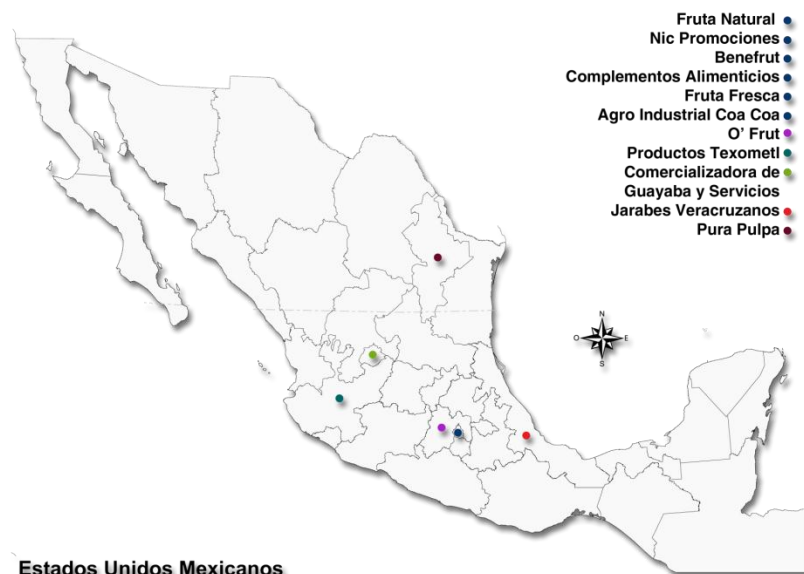 Fruta Natural
Nic Promociones
Benefrut
Complementos Alimenticios
Fruta Fresca
Agro Industrial Coa Coa
O' Frut
Productos Texometl
Comercializadora de
Guayaba y Servicios
Jarabes Veracruzanos
Pura Pulpa
N
O E
S
Estados Unidos Mexicanos